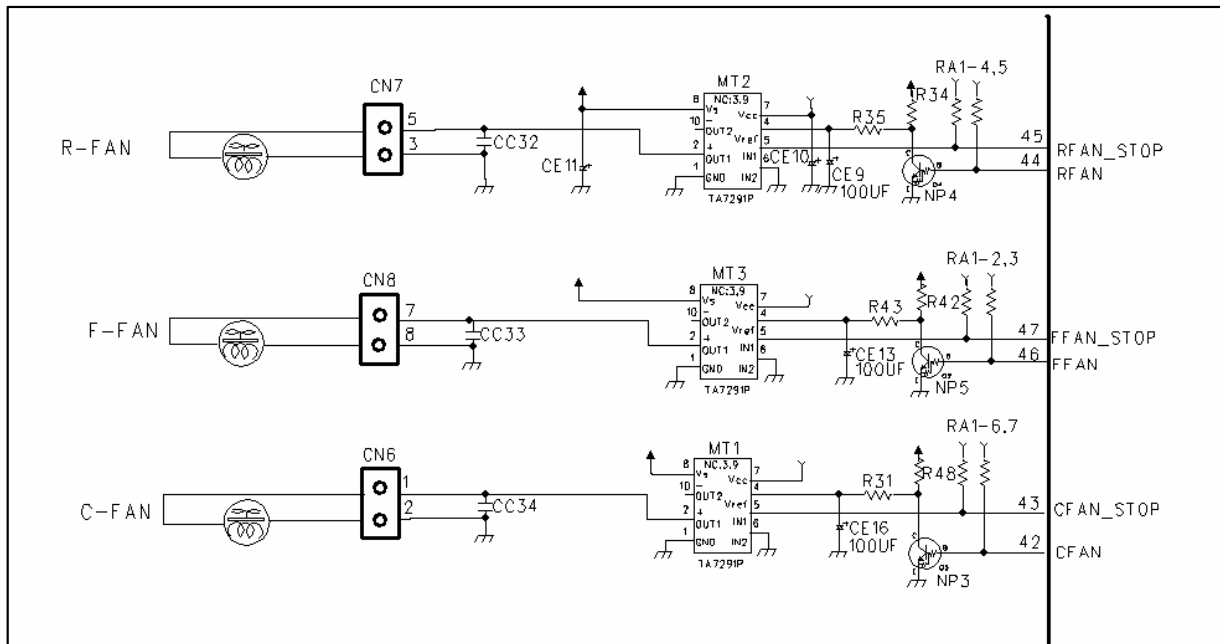 RA1-4,5
MT2
CN7
R34
8 NC:3,9 7
Vs Vcc
R35
5 10 4 45
OUT2 Vref
R-FAN CC32 2 + 5 RFAN_STOP
3 OUT1 IN1 44
CE11 1 6 CE10 CE9 RFAN
GND IN2 100UF NP4
TA7291P
RA1-2,3
MT3
CN8
8 NC:3,9 7
Vs Vcc
R43 R42
7 10 4
OUT2 Vref 47
F-FAN CC33 2 + 5 FFAN_STOP
8 OUT1 IN1 46
1 6 CE13 FFAN
GND IN2 100UF NP5
TA7291P
RA1-6,7
MT1
CN6
8 NC:3,9 7
Vs Vcc
R31 R48
1 10 4
OUT2 Vref 43
C-FAN CC34 2 + 5 CFAN_STOP
2 OUT1 IN1
1 6 CE16 42
GND IN2 100UF CFAN
TA7291P NP3